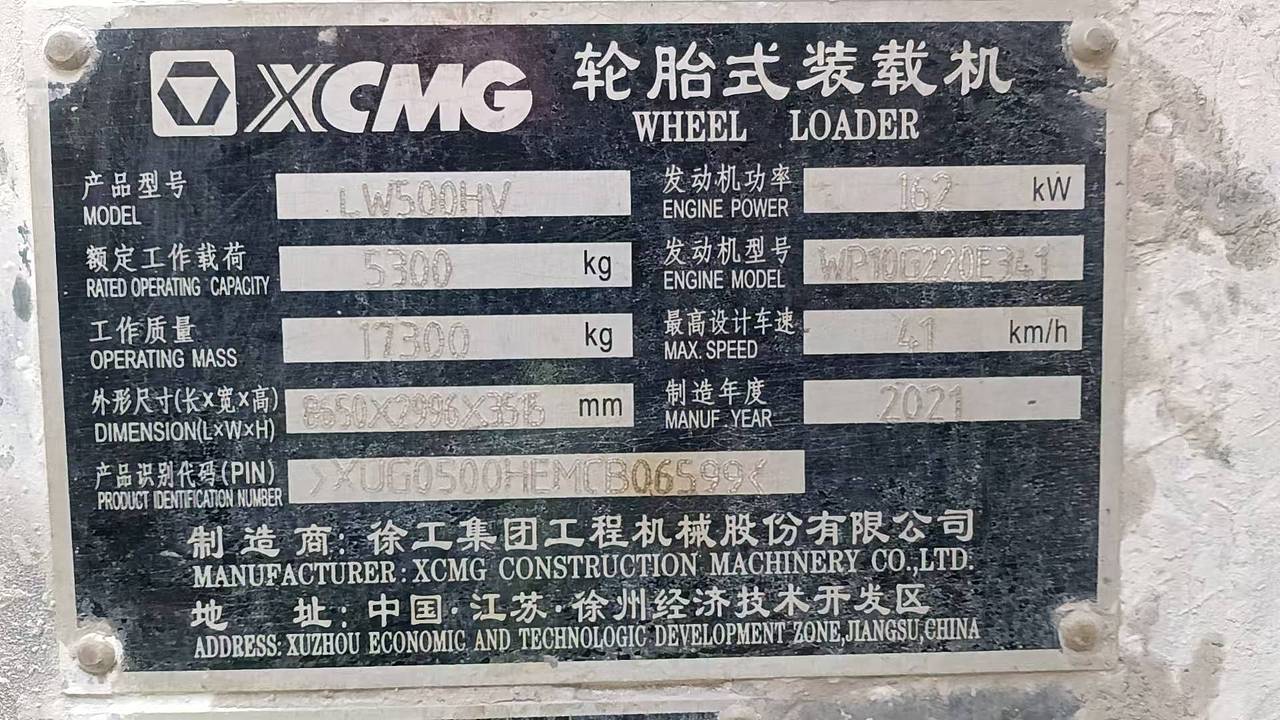 XCMG 轮胎式装载机
WHEEL LOADER
产品型号 LW500HV 发动机功率 162 kW
MODEL ENGINE POWER
额定工作载荷 5300 kg 发动机型号 WP10G220E341
RATED OPERATING CAPACITY ENGINE MODEL
工作质量 17300 kg 最高设计车速 41 km/h
OPERATING MASS MAX. SPEED
外形尺寸(长×宽×高) 8650X2996X3515 mm 制造年度 2021
DIMENSION(L×W×H) MANUF YEAR
产品识别代码(PIN) >XUG0500HEMCB06599<
PRODUCT IDENTIFICATION NUMBER
制造商: 徐工集团工程机械股份有限公司
MANUFACTURER: XCMG CONSTRUCTION MACHINERY CO.,LTD.
地址: 中国·江苏·徐州经济技术开发区
ADDRESS: XUZHOU ECONOMIC AND TECHNOLOGIC DEVELOPMENT ZONE,JIANGSU,CHINA